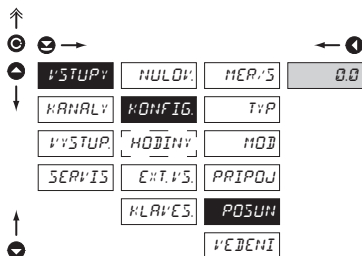 VSTUPY NULOV. MER/S 0.0
KANALY KONFIG. TYP
VYSTUP. HODINY MOD
SERVIS EXT. VS. PRIPOJ
KLAVES. POSUN
VEDENI